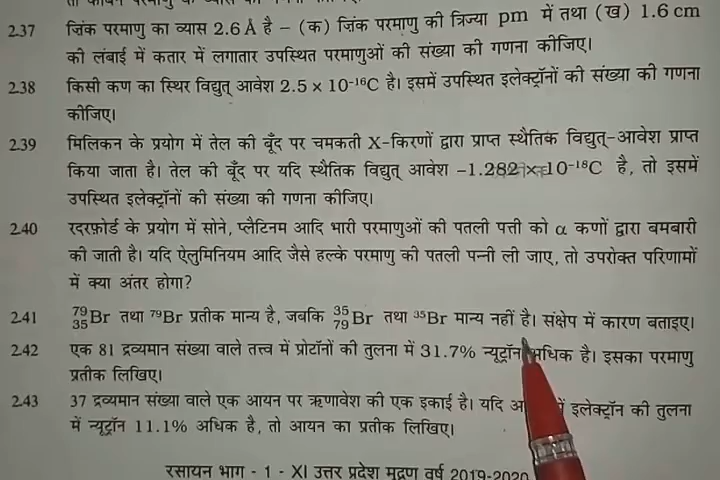 2.37 जिंक परमाणु का व्यास 2.6 Å है – (क) जिंक परमाणु की त्रिज्या pm में तथा (ख) 1.6 cm
की लंबाई में कतार में लगातार उपस्थित परमाणुओं की संख्या की गणना कीजिए।
2.38 किसी कण का स्थिर विद्युत् आवेश 2.5 × 10⁻¹⁶C है। इसमें उपस्थित इलेक्ट्रॉनों की संख्या की गणना
कीजिए।
2.39 मिलिकन के प्रयोग में तेल की बूँद पर चमकती X-किरणों द्वारा प्राप्त स्थैतिक विद्युत्-आवेश प्राप्त
किया जाता है। तेल की बूँद पर यदि स्थैतिक विद्युत् आवेश –1.282 × 10⁻¹⁸C है, तो इसमें
उपस्थित इलेक्ट्रॉनों की संख्या की गणना कीजिए।
2.40 रदरफ़ोर्ड के प्रयोग में सोने, प्लैटिनम आदि भारी परमाणुओं की पतली पत्ती को α कणों द्वारा बमबारी
की जाती है। यदि ऐलुमिनियम आदि जैसे हल्के परमाणु की पतली पन्नी ली जाए, तो उपरोक्त परिणामों
में क्या अंतर होगा?
2.41 ⁷⁹₃₅Br तथा ⁷⁹Br प्रतीक मान्य है, जबकि ³⁵₇₉Br तथा ³⁵Br मान्य नहीं है। संक्षेप में कारण बताइए।
2.42 एक 81 द्रव्यमान संख्या वाले तत्त्व में प्रोटॉनों की तुलना में 31.7% न्यूट्रॉन अधिक है। इसका परमाणु
प्रतीक लिखिए।
2.43 37 द्रव्यमान संख्या वाले एक आयन पर ऋणावेश की एक इकाई है। यदि में इलेक्ट्रॉन की तुलना
में न्यूट्रॉन 11.1% अधिक है, तो आयन का प्रतीक लिखिए।
रसायन भाग - 1 - XI उत्तर प्रदेश मुद्रण वर्ष 2019-2020